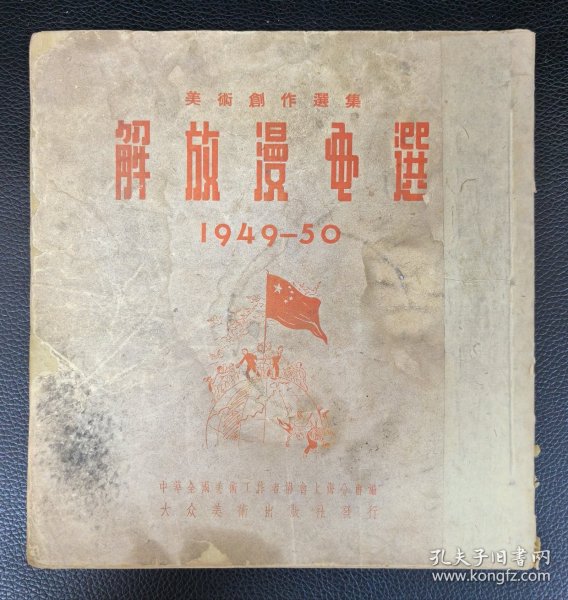 美術創作選集
解放漫画選
1949-50
中華全國美術工作者協會上海分會編
大众美術出版社發行
孔夫子旧书网
www.kongfz.com